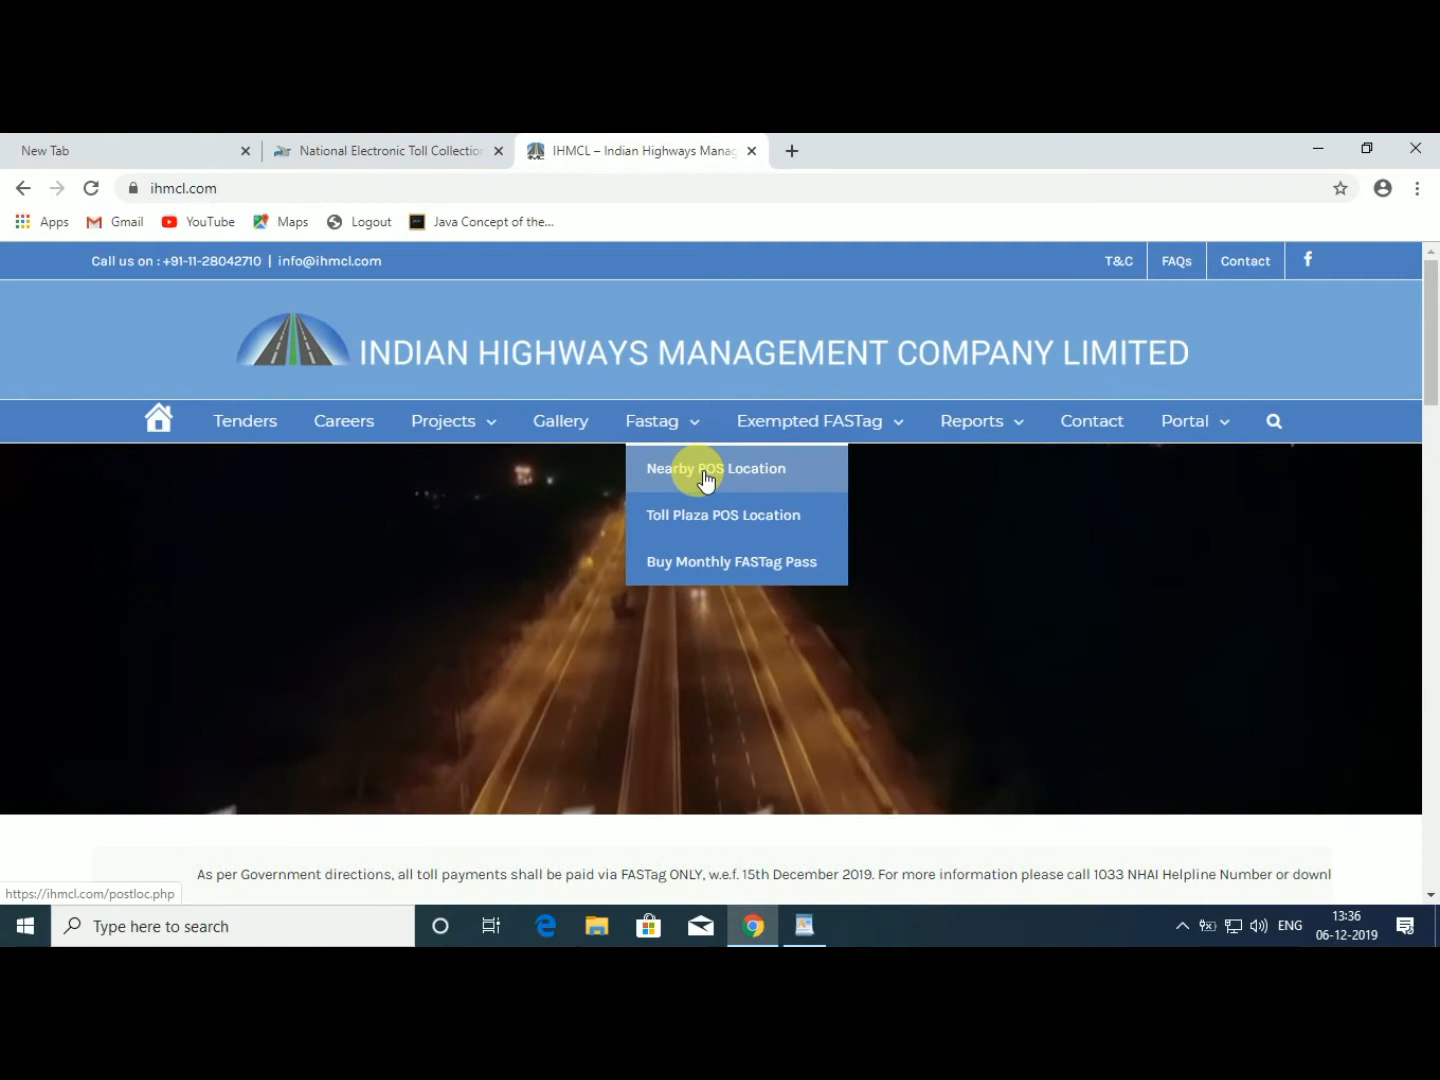 New Tab
National Electronic Toll Collection
IHMCL – Indian Highways Manag
ihmcl.com
Apps
Gmail
YouTube
Maps
Logout
Java Concept of the...
Call us on : +91-11-28042710 | info@ihmcl.com
T&C
FAQs
Contact
INDIAN HIGHWAYS MANAGEMENT COMPANY LIMITED
Tenders
Careers
Projects
Gallery
Fastag
Exempted FASTag
Reports
Contact
Portal
Nearby POS Location
Toll Plaza POS Location
Buy Monthly FASTag Pass
As per Government directions, all toll payments shall be paid via FASTag ONLY, w.e.f. 15th December 2019. For more information please call 1033 NHAI Helpline Number or downl
https://ihmcl.com/postloc.php
Type here to search
ENG
13:36
06-12-2019